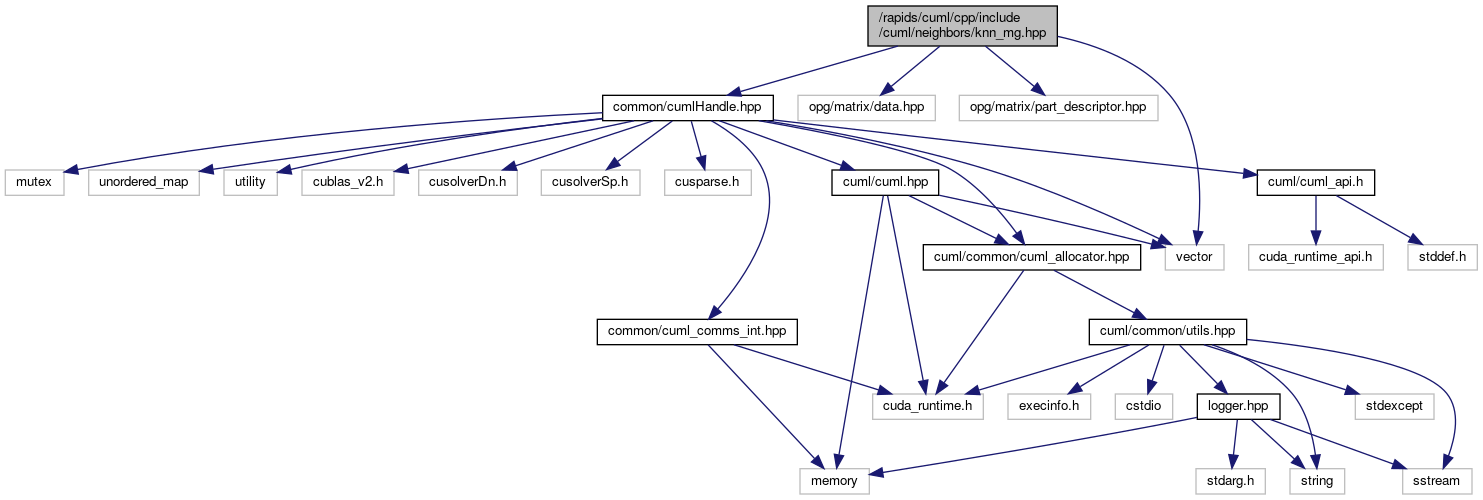 /rapids/cuml/cpp/include
/cuml/neighbors/knn_mg.hpp
common/cumlHandle.hpp
opg/matrix/data.hpp
opg/matrix/part_descriptor.hpp
mutex
unordered_map
utility
cublas_v2.h
cusolverDn.h
cusolverSp.h
cusparse.h
cuml/cuml.hpp
cuml/cuml_api.h
cuml/common/cuml_allocator.hpp
vector
cuda_runtime_api.h
stddef.h
common/cuml_comms_int.hpp
cuml/common/utils.hpp
cuda_runtime.h
execinfo.h
cstdio
logger.hpp
stdexcept
memory
stdarg.h
string
sstream